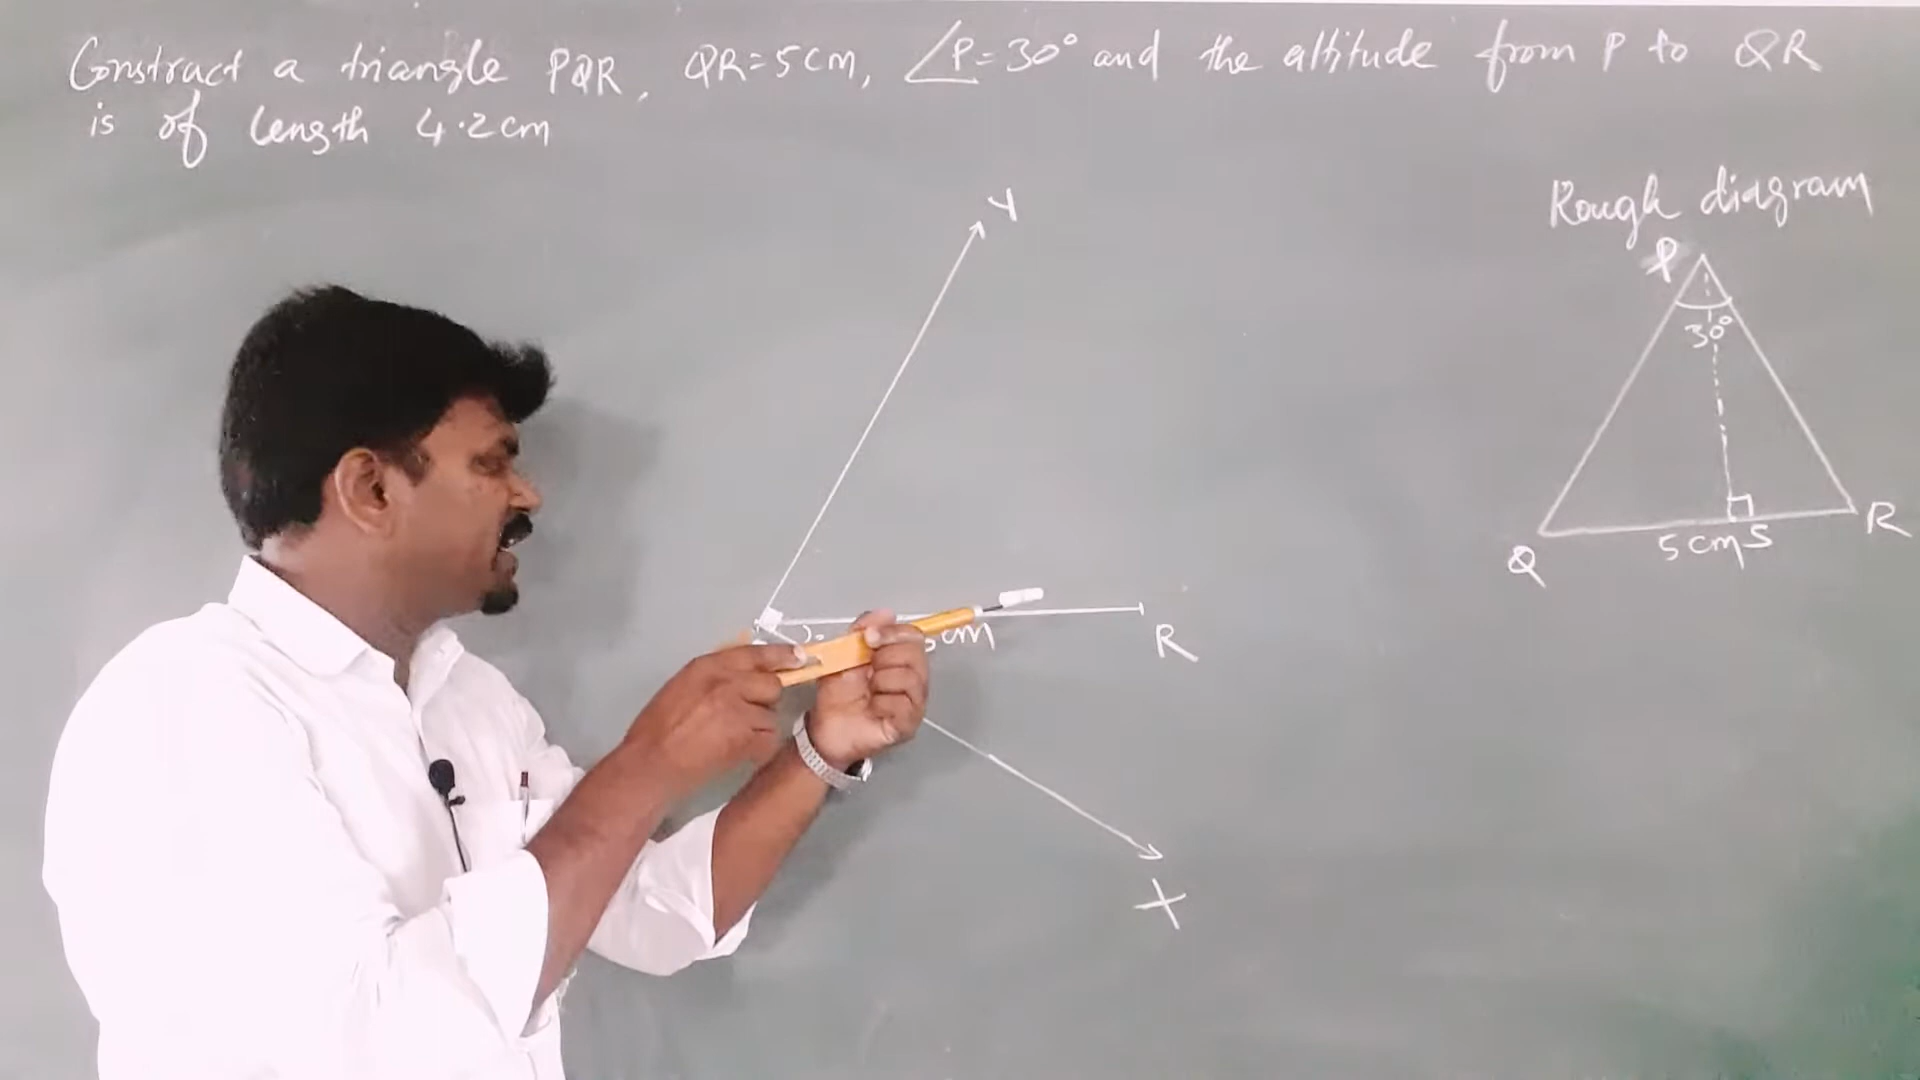 Construct a triangle PQR, QR=5cm, ∠P=30° and the altitude from P to QR
is of length 4.2cm
Rough diagram
Y
P
30°
5cm S
Q
R
cm
R
X